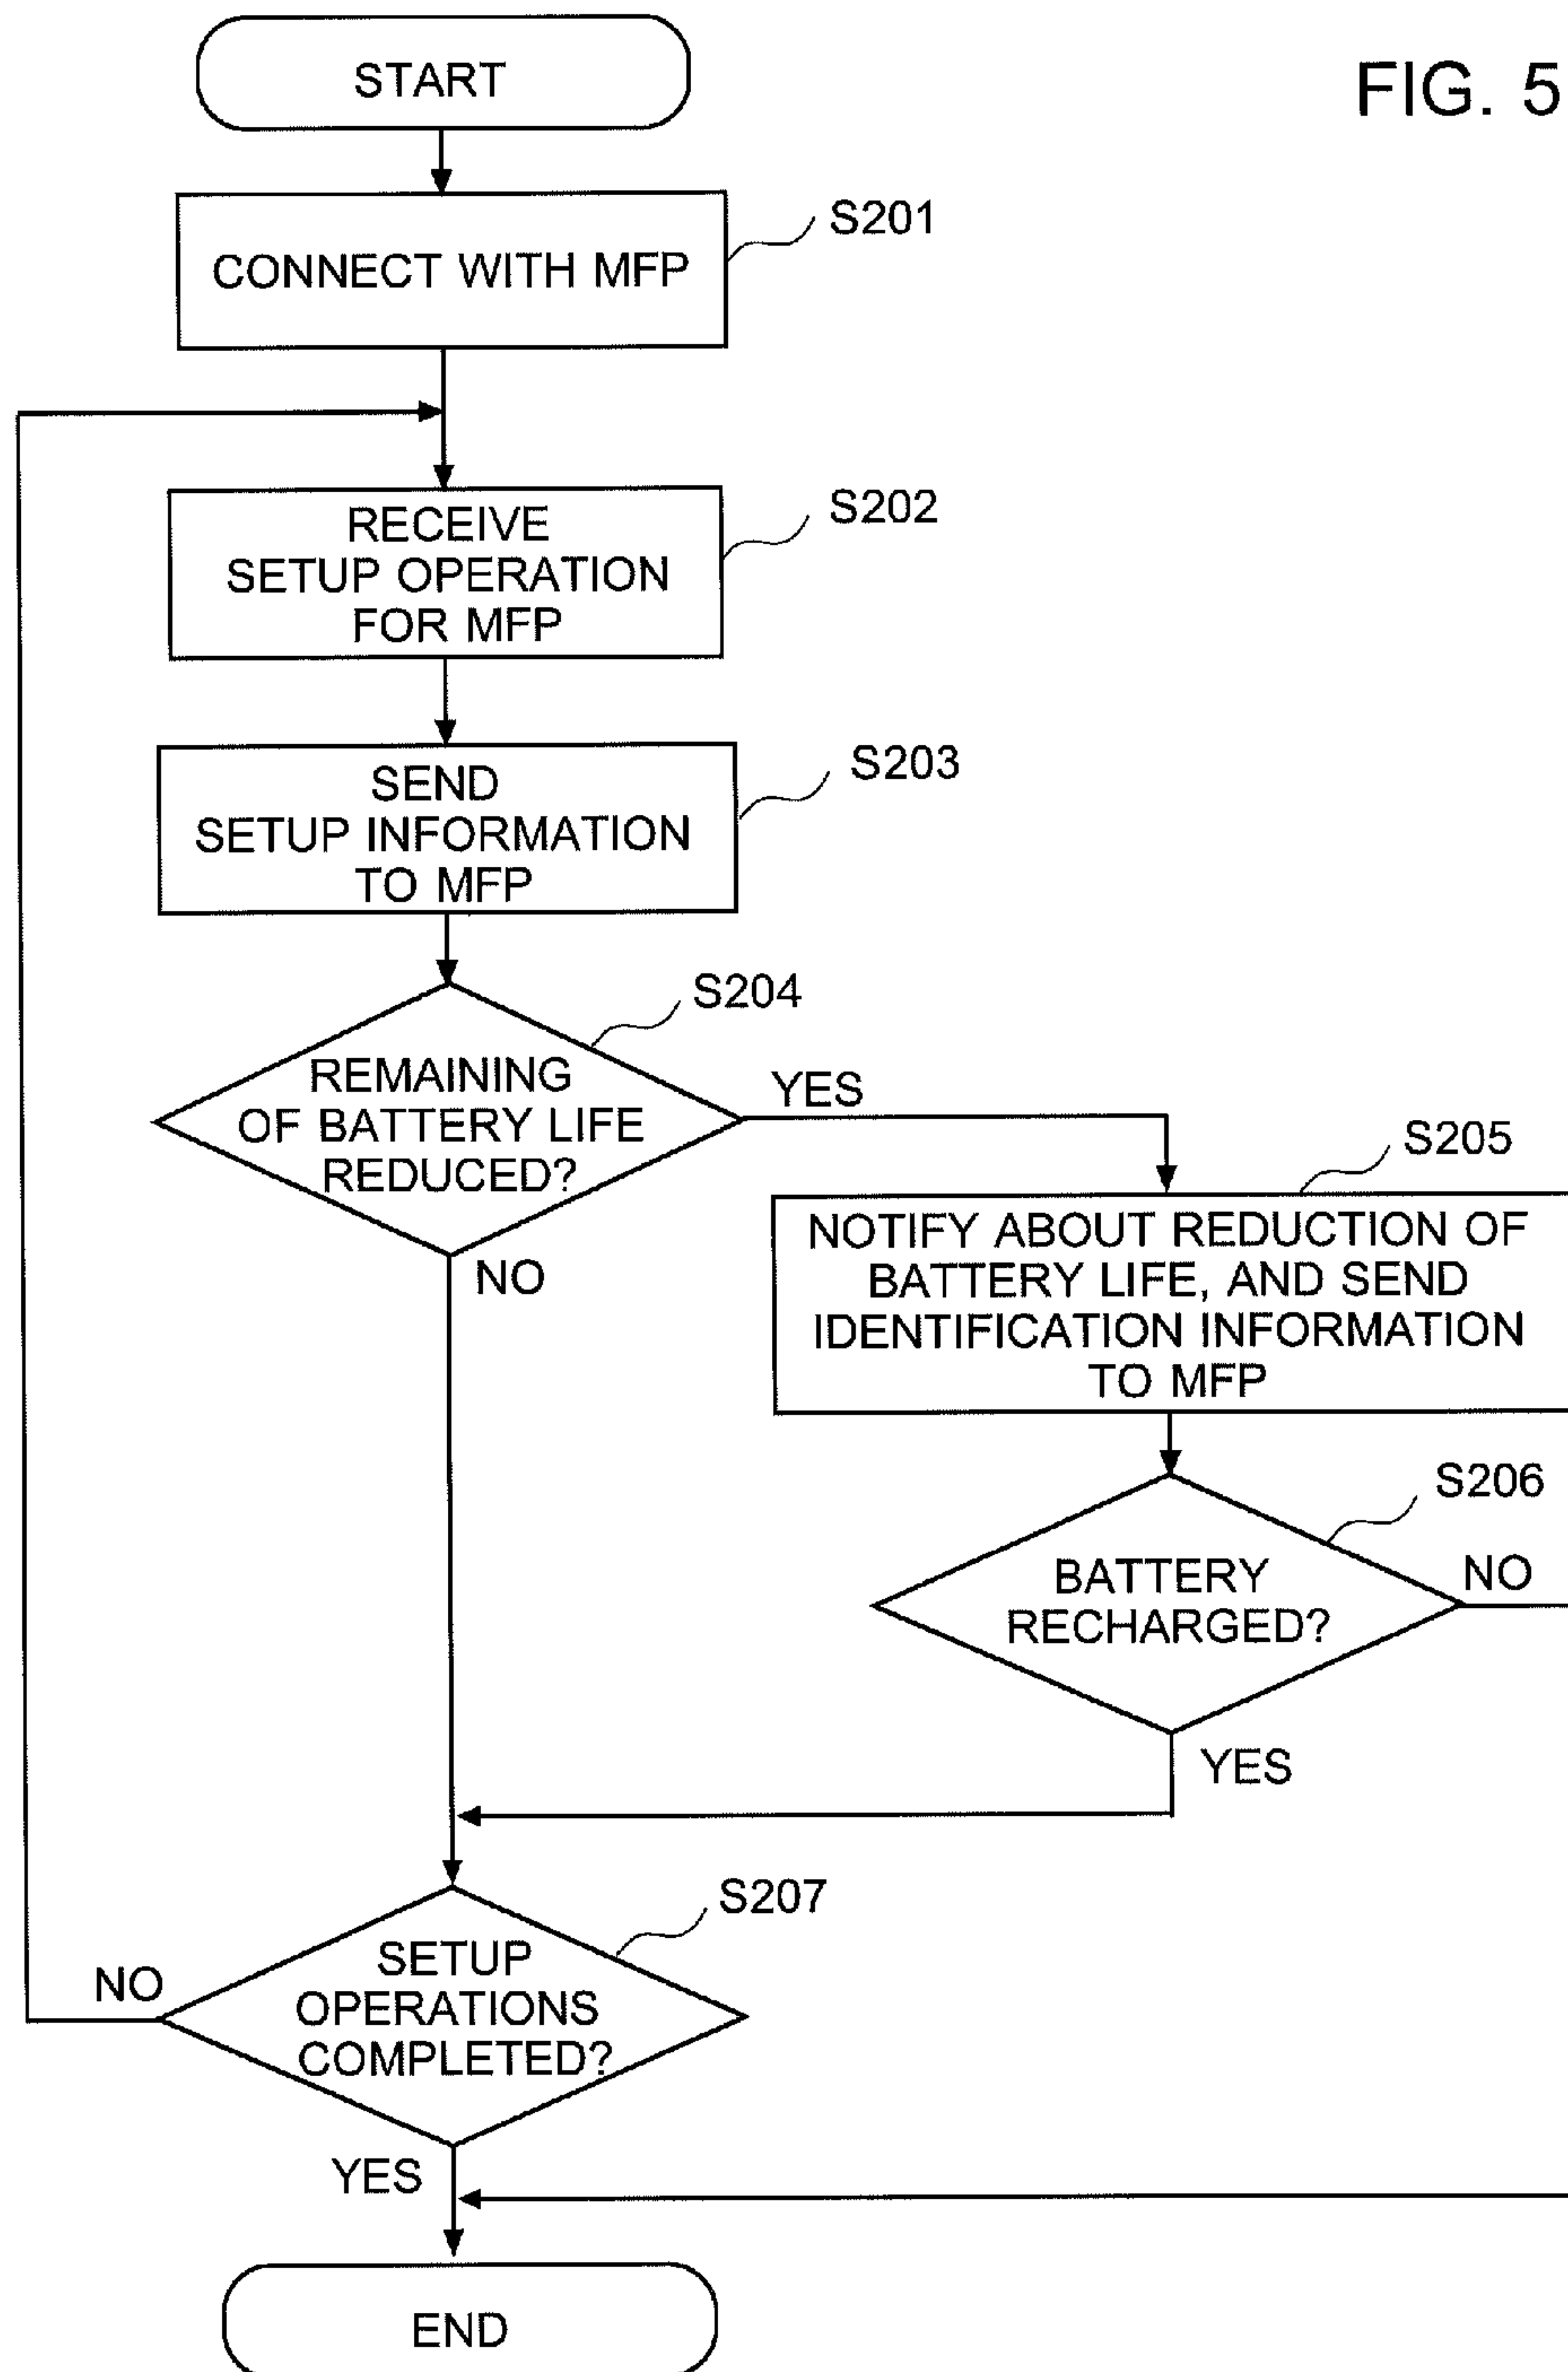 FIG. 5
START
CONNECT WITH MFP
S201
RECEIVE
SETUP OPERATION
FOR MFP
S202
SEND
SETUP INFORMATION
TO MFP
S203
REMAINING
OF BATTERY LIFE
REDUCED?
S204
YES
NO
S205
NOTIFY ABOUT REDUCTION OF
BATTERY LIFE, AND SEND
IDENTIFICATION INFORMATION
TO MFP
S206
BATTERY
RECHARGED?
NO
YES
S207
SETUP
OPERATIONS
COMPLETED?
NO
YES
END